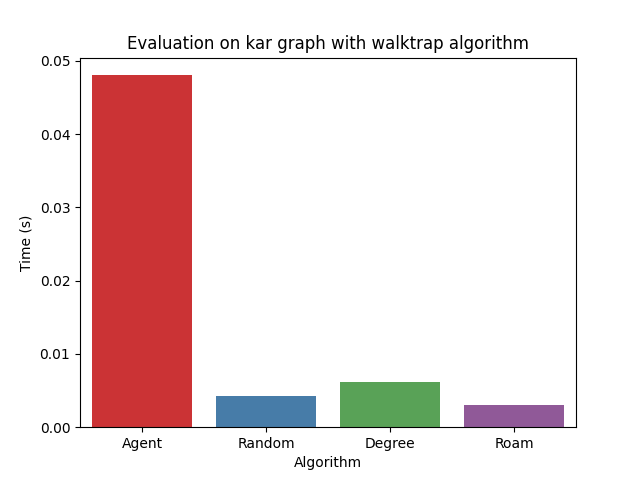 Evaluation on kar graph with walktrap algorithm
0.05
0.04
0.03
0.02
0.01
0.00
Time (s)
Agent Random Degree Roam
Algorithm